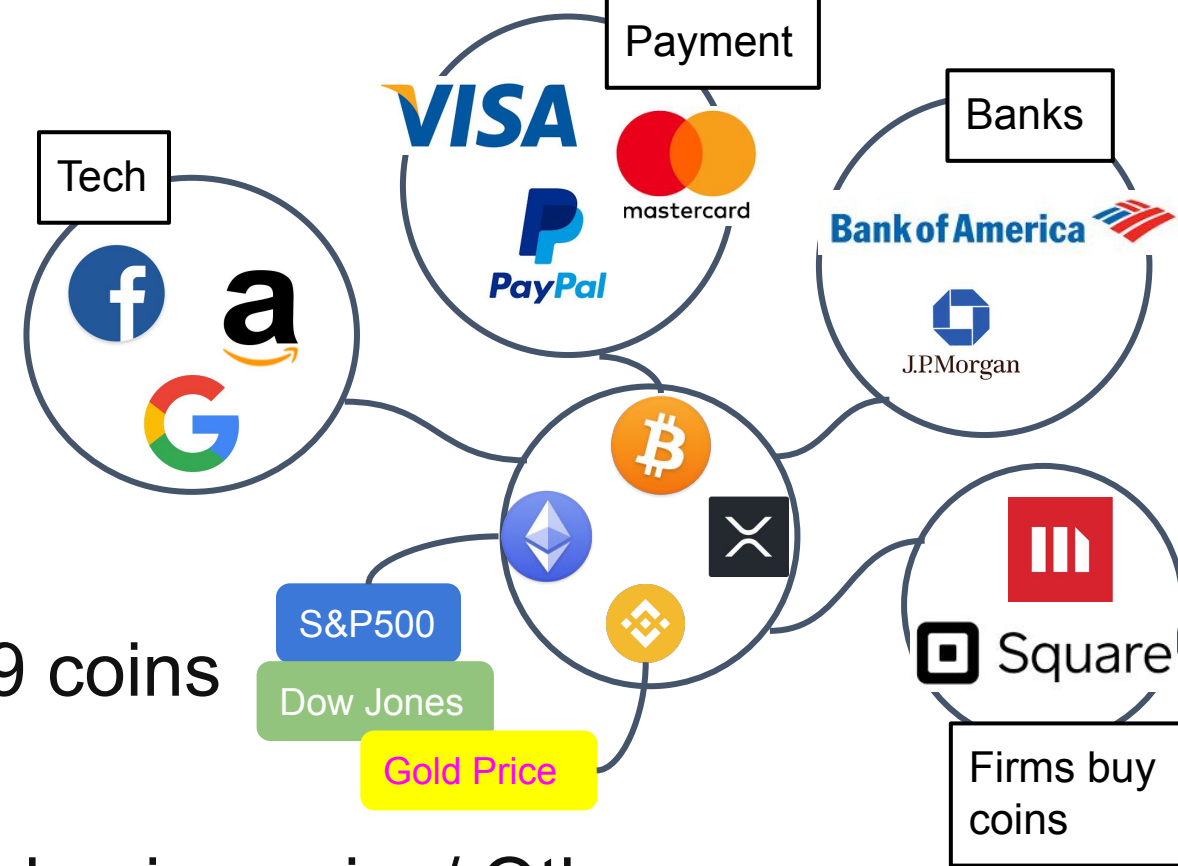 Payment
VISA
mastercard
PayPal
Banks
Bank of America
J.P.Morgan
Tech
a
S&P500
9 coins
Dow Jones
Gold Price
Square
Firms buy
coins